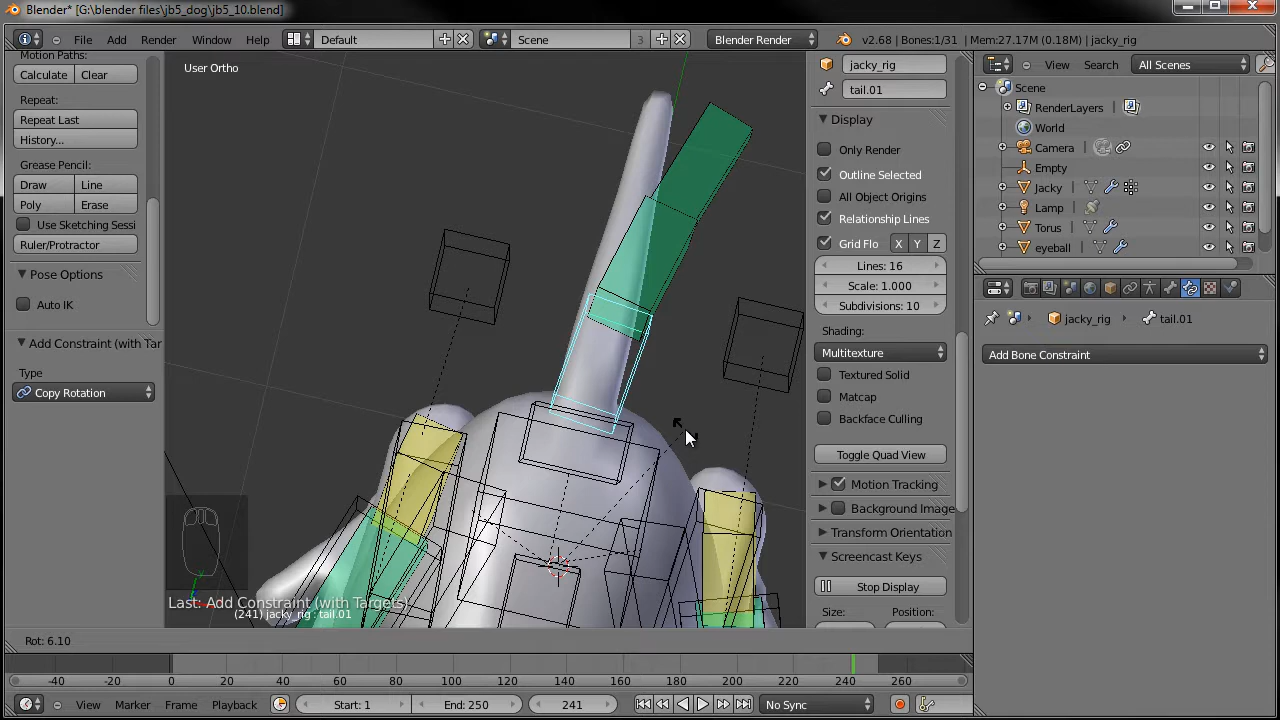 Blender* [G:\blender files\jb5_dog\jb5_10.blend]
File Add Render Window Help Default Scene 3 Blender Render v2.68 | Bones:1/31 | Mem:27.17M (0.18M) | jacky_rig
Motion Paths:
Calculate Clear
Repeat:
Repeat Last
History...
Grease Pencil:
Draw Line
Poly Erase
Use Sketching Sessi
Ruler/Protractor
Pose Options
Auto IK
Add Constraint (with Tar
Type
Copy Rotation
User Ortho
Last: Add Constraint (with Targets)
(241) jacky_rig : tail.01
Rot: 6.10
jacky_rig
tail.01
Display
Only Render
Outline Selected
All Object Origins
Relationship Lines
Grid Flo X Y Z
Lines: 16
Scale: 1.000
Subdivisions: 10
Shading:
Multitexture
Textured Solid
Matcap
Backface Culling
Toggle Quad View
Motion Tracking
Background Image
Transform Orientation
Screencast Keys
Stop Display
Size: Position:
View Search All Scenes
Scene
RenderLayers
World
Camera
Empty
Jacky
Lamp
Torus
eyeball
jacky_rig tail.01
Add Bone Constraint
-40 -20 0 20 40 60 80 100 120 140 160 180 200 220 240 260
View Marker Frame Playback Start: 1 End: 250 241 No Sync